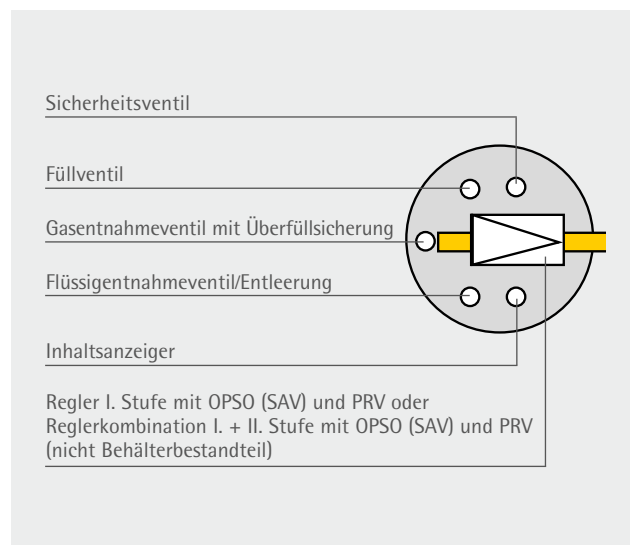 Sicherheitsventil
Füllventil
Gasentnahmeventil mit Überfüllsicherung
Flüssigentnahmeventil/Entleerung
Inhaltsanzeiger
Regler I. Stufe mit OPSO (SAV) und PRV oder
Reglerkombination I. + II. Stufe mit OPSO (SAV) und PRV
(nicht Behälterbestandteil)